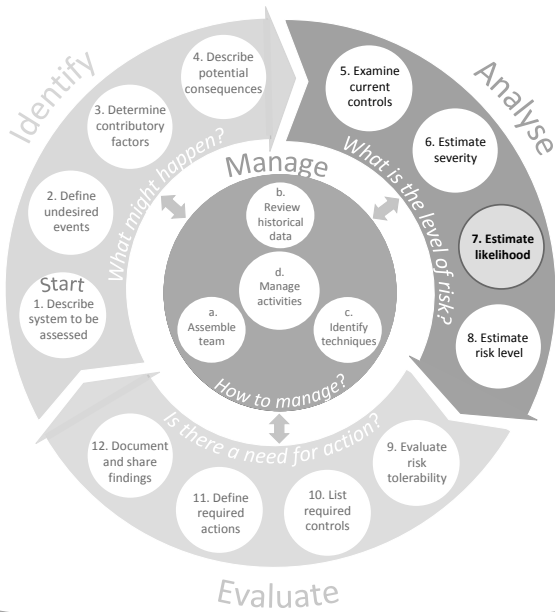 Identify
What might happen?
Start
1. Describe
system to be
assessed
2. Define
undesired
events
3. Determine
contributory
factors
4. Describe
potential
consequences
Analyse
What is the level of risk?
5. Examine
current
controls
6. Estimate
severity
7. Estimate
likelihood
8. Estimate
risk level
Evaluate
Is there a need for action?
9. Evaluate
risk
tolerability
10. List
required
controls
11. Define
required
actions
12. Document
and share
findings
Manage
How to manage?
a.
Assemble
team
b.
Review
historical
data
c.
Identify
techniques
d.
Manage
activities